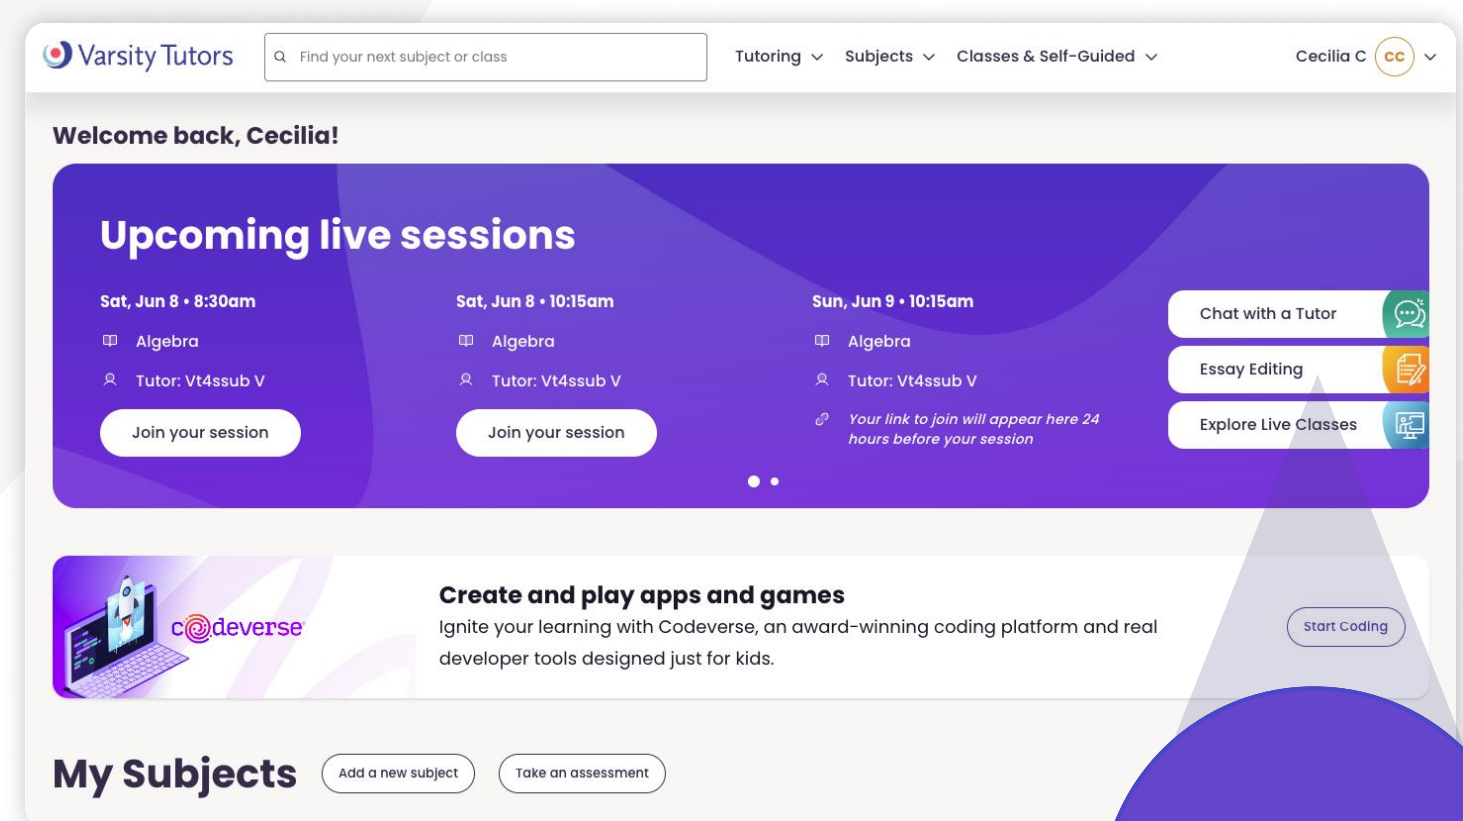 Varsity Tutors
Find your next subject or class
Tutoring
Subjects
Classes & Self-Guided
Cecilia C
CC
Welcome back, Cecilia!
Upcoming live sessions
Sat, Jun 8 • 8:30am
Algebra
Tutor: Vt4ssub V
Join your session
Sat, Jun 8 • 10:15am
Algebra
Tutor: Vt4ssub V
Join your session
Sun, Jun 9 • 10:15am
Algebra
Tutor: Vt4ssub V
Your link to join will appear here 24
hours before your session
Chat with a Tutor
Essay Editing
Explore Live Classes
codeverse
Create and play apps and games
Ignite your learning with Codeverse, an award-winning coding platform and real
developer tools designed just for kids.
Start Coding
My Subjects
Add a new subject
Take an assessment